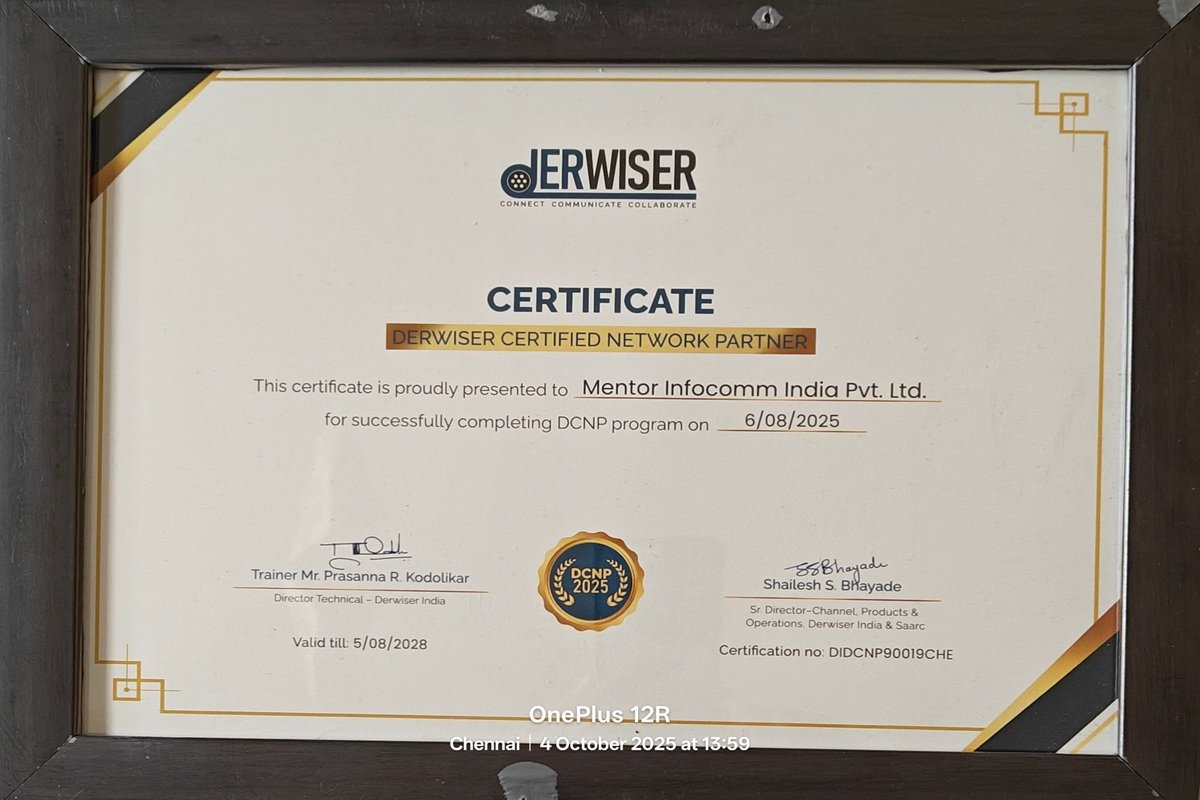 dERWISER
CONNECT COMMUNICATE COLLABORATE
CERTIFICATE
DERWISER CERTIFIED NETWORK PARTNER
This certificate is proudly presented to Mentor Infocomm India Pvt. Ltd.
for successfully completing DCNP program on 6/08/2025
Trainer Mr. Prasanna R. Kodolikar
Director Technical – Derwiser India
Valid till: 5/08/2028
DCNP
2025
SSBhayade
Shailesh S. Bhayade
Sr. Director–Channel, Products &
Operations, Derwiser India & Saarc
Certification no: DIDCNP90019CHE
OnePlus 12R
Chennai | 4 October 2025 at 13:59